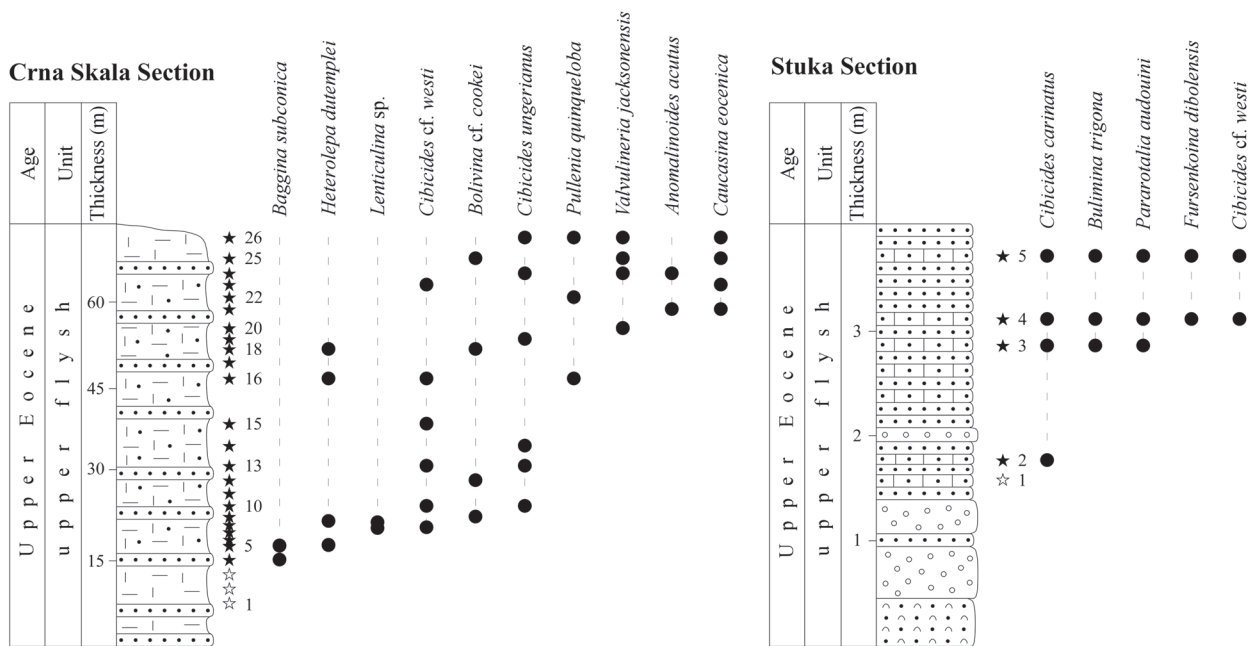 Crna Skala Section
Age
Unit
Thickness (m)
Baggina subconica
Heterolepa dutemplei
Lenticulina sp.
Cibicides cf. westi
Bolivina cf. cookei
Cibicides ungerianus
Pullenia quinqueloba
Valvulineria jacksonensis
Anomalinoides acutus
Caucasina eocenica
Upper Eocene
upper flysch
60
45
30
15
26
25
22
20
18
16
15
13
10
5
1
Stuka Section
Age
Unit
Thickness (m)
Cibicides carinatus
Bulimina trigona
Pararotalia audouini
Fursenkoina dibolensis
Cibicides cf. westi
Upper Eocene
upper flysh
3
2
1
5
4
3
2
1